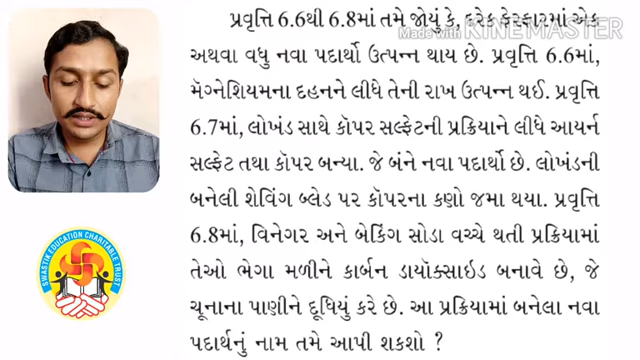 પ્રવૃત્તિ 6.6થી 6.8માં તમે જોયું કે, દરેક ફેરફારમાં એક
Made with KINEMASTER
અથવા વધુ નવા પદાર્થો ઉત્પન્ન થાય છે. પ્રવૃત્તિ 6.6માં,
મૅગ્નેશિયમના દહનને લીધે તેની રાખ ઉત્પન્ન થઈ. પ્રવૃત્તિ
6.7માં, લોખંડ સાથે કૉપર સલ્ફેટની પ્રક્રિયાને લીધે આયર્ન
સલ્ફેટ તથા કૉપર બન્યા. જે બંને નવા પદાર્થો છે. લોખંડની
બનેલી શેવિંગ બ્લેડ પર કૉપરના કણો જમા થયા. પ્રવૃત્તિ
6.8માં, વિનેગર અને બેકિંગ સોડા વચ્ચે થતી પ્રક્રિયામાં
તેઓ ભેગા મળીને કાર્બન ડાયૉક્સાઇડ બનાવે છે, જે
ચૂનાના પાણીને દૂધિયું કરે છે. આ પ્રક્રિયામાં બનેલા નવા
પદાર્થનું નામ તમે આપી શકશો ?
SWASTIK EDUCATION CHARITABLE TRUST